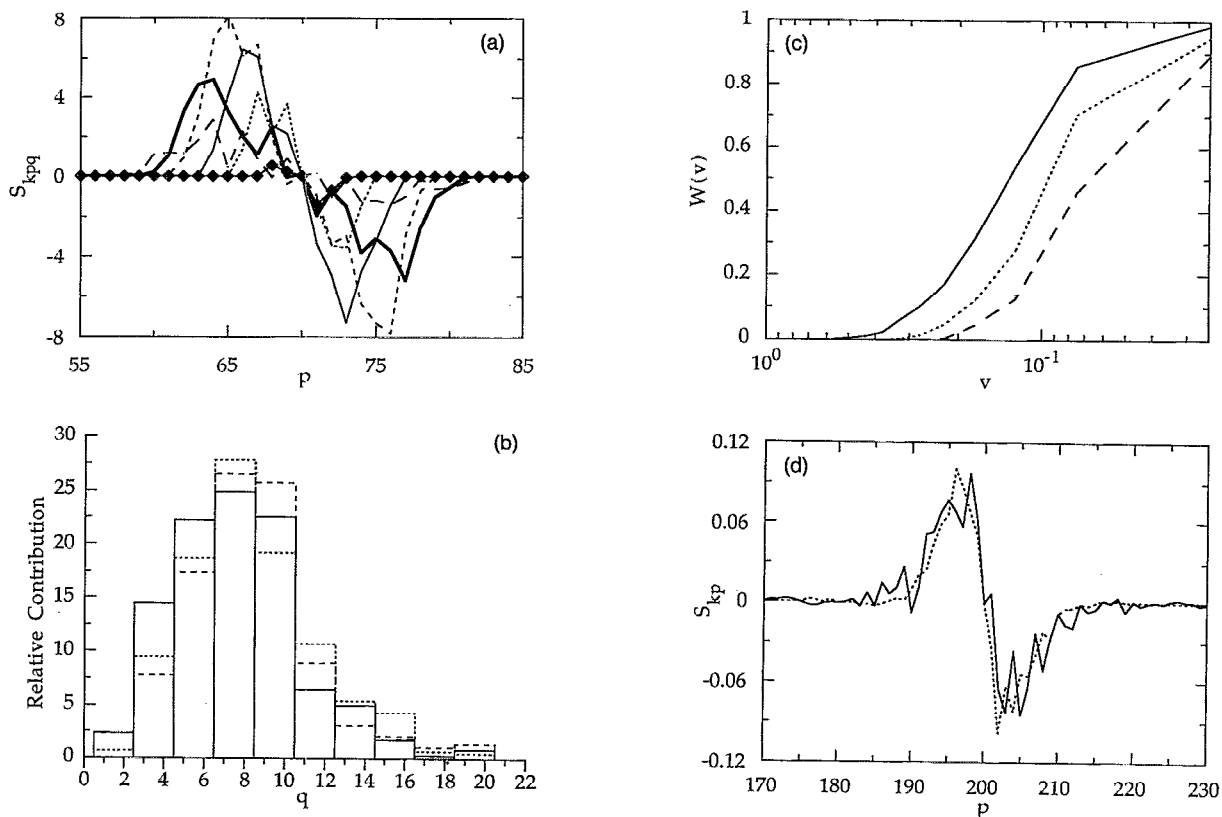 (a)
8
4
0
-4
-8
S_kpq
55 65 75 85
p
(b)
30
25
20
15
10
5
0
Relative Contribution
0 2 4 6 8 10 12 14 16 18 20 22
q
(c)
1
0.8
0.6
0.4
0.2
0
W(v)
10^0 10^-1
v
(d)
0.12
0.06
0
-0.06
-0.12
S_kp
170 180 190 200 210 220 230
p